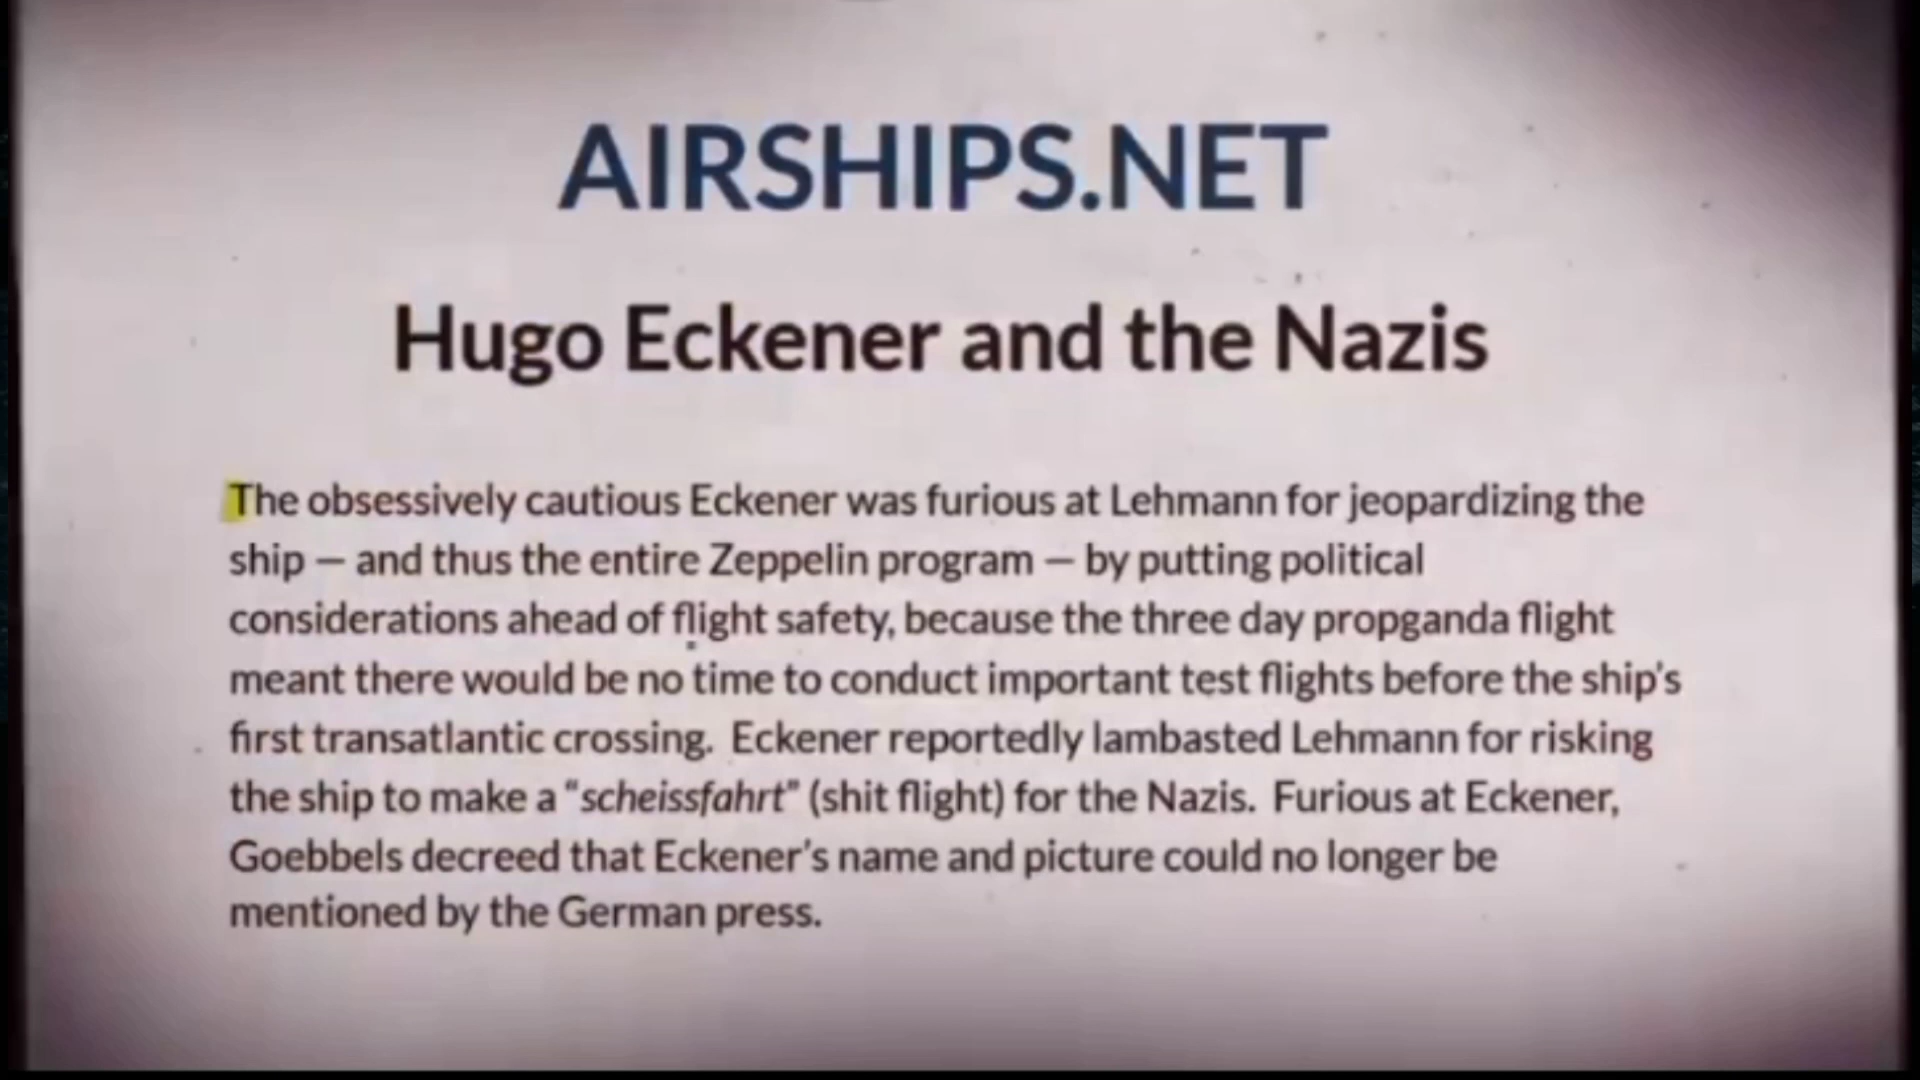 AIRSHIPS.NET
Hugo Eckener and the Nazis
The obsessively cautious Eckener was furious at Lehmann for jeopardizing the
ship — and thus the entire Zeppelin program — by putting political
considerations ahead of flight safety, because the three day propganda flight
meant there would be no time to conduct important test flights before the ship's
first transatlantic crossing.  Eckener reportedly lambasted Lehmann for risking
the ship to make a “scheissfahrt” (shit flight) for the Nazis.  Furious at Eckener,
Goebbels decreed that Eckener's name and picture could no longer be
mentioned by the German press.